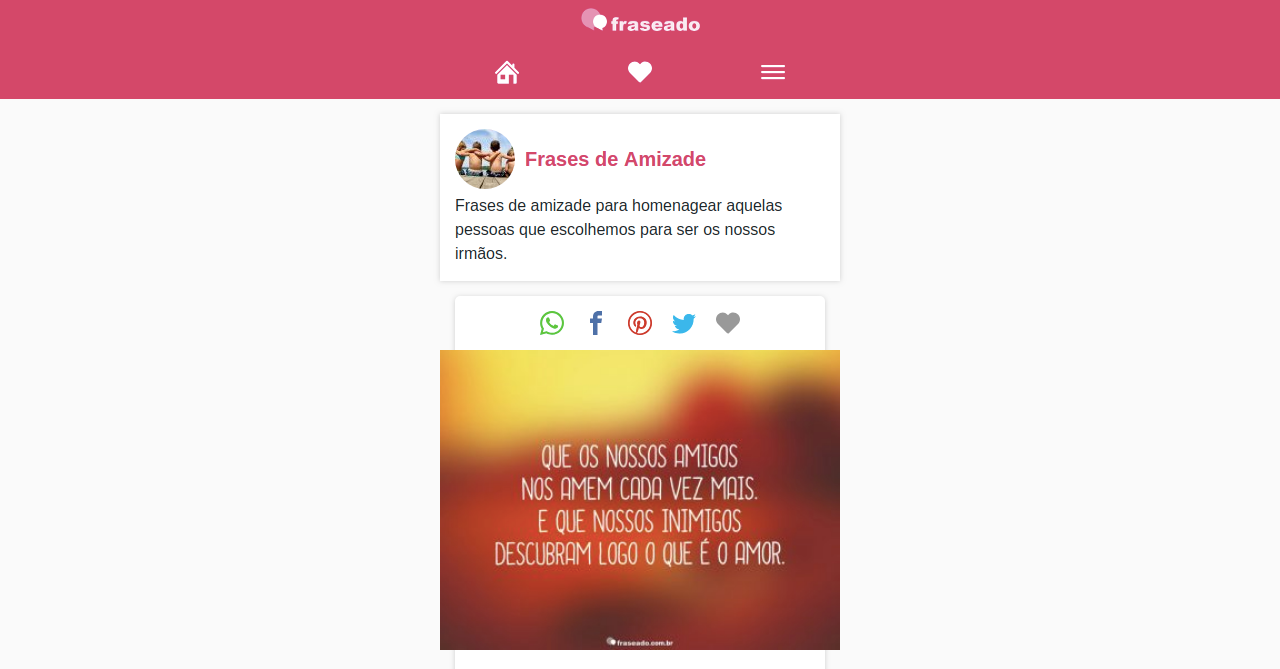 fraseado
Frases de Amizade
Frases de amizade para homenagear aquelas
pessoas que escolhemos para ser os nossos
irmãos.
QUE OS NOSSOS AMIGOS
NOS AMEM CADA VEZ MAIS.
E QUE NOSSOS INIMIGOS
DESCUBRAM LOGO O QUE É O AMOR.
fraseado.com.br